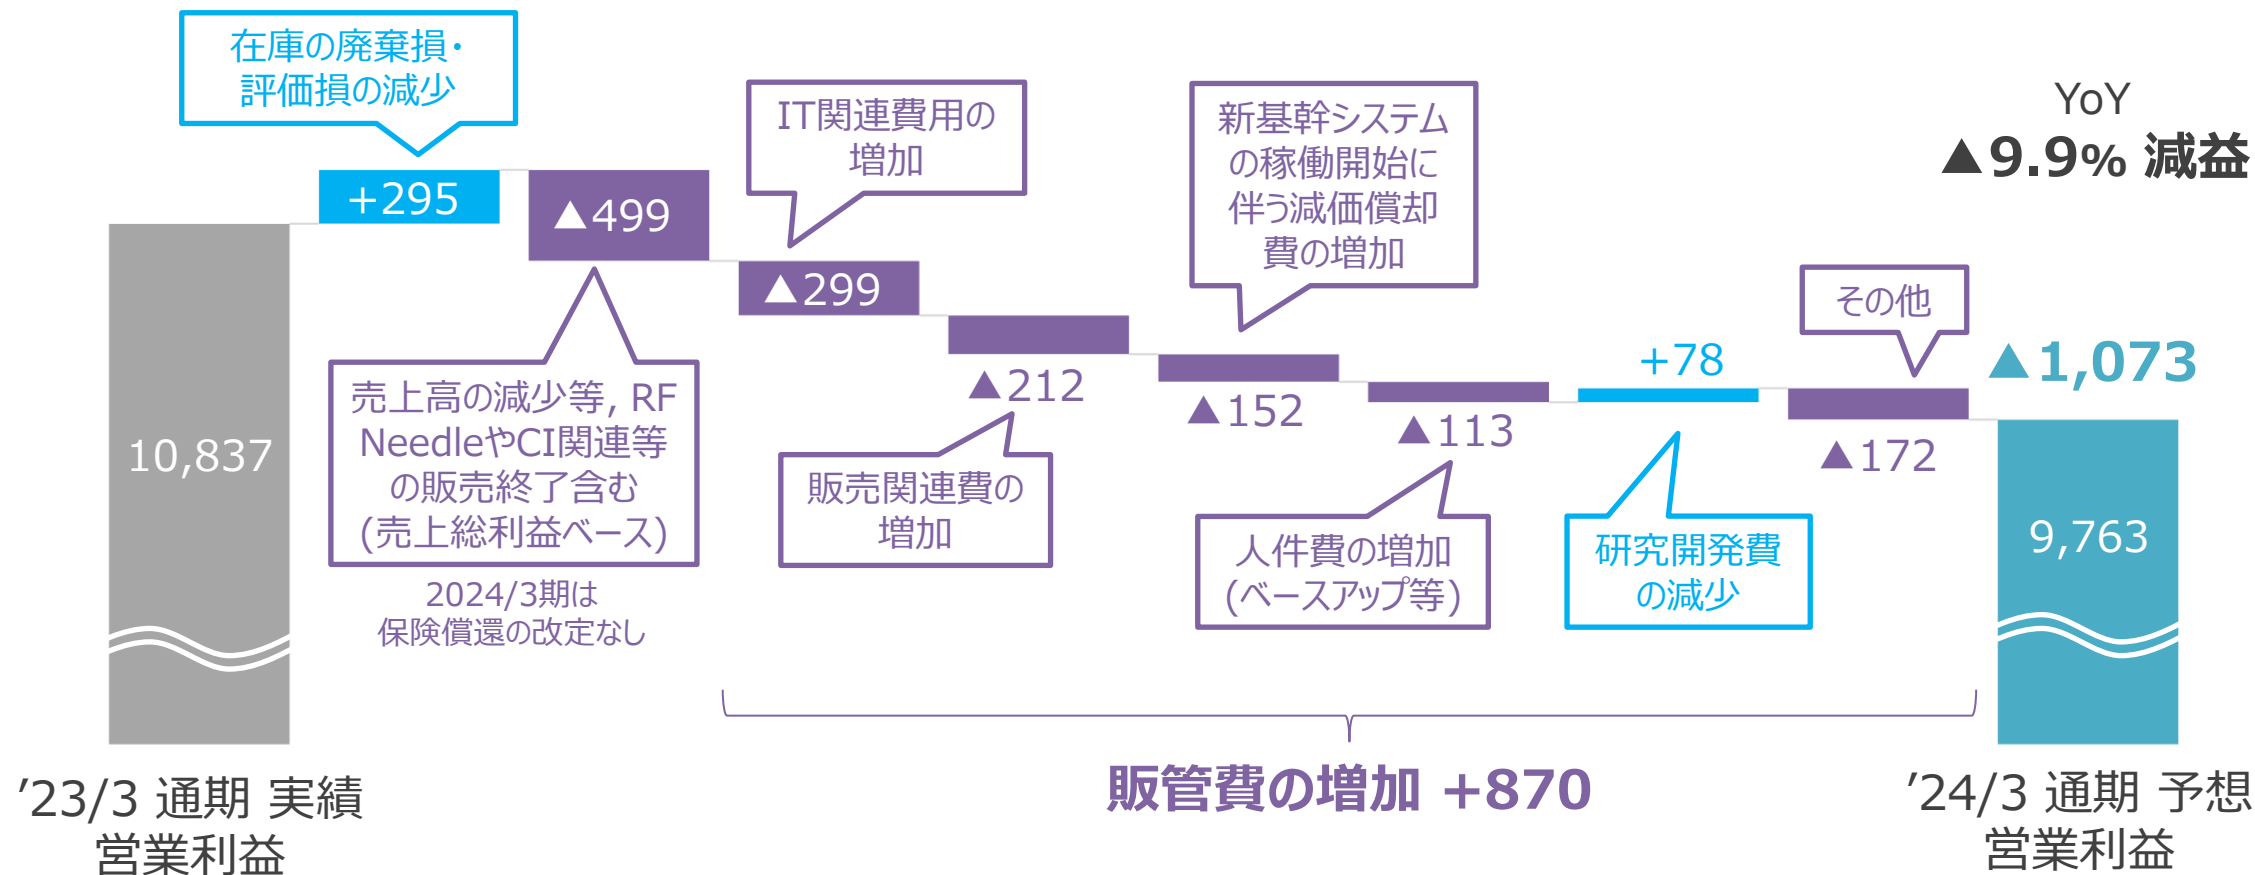 在庫の廃棄損・
評価損の減少
IT関連費用の
増加
新基幹システム
の稼働開始に
伴う減価償却
費の増加
YoY
▲9.9% 減益
+295
▲499
▲299
その他
▲212
▲152
▲113
+78
▲172
▲1,073
10,837
売上高の減少等, RF
NeedleやCI関連等
の販売終了含む
(売上総利益ベース)
2024/3期は
保険償還の改定なし
販売関連費の
増加
人件費の増加
(ベースアップ等)
研究開発費
の減少
9,763
販管費の増加 +870
'23/3 通期 実績
営業利益
'24/3 通期 予想
営業利益